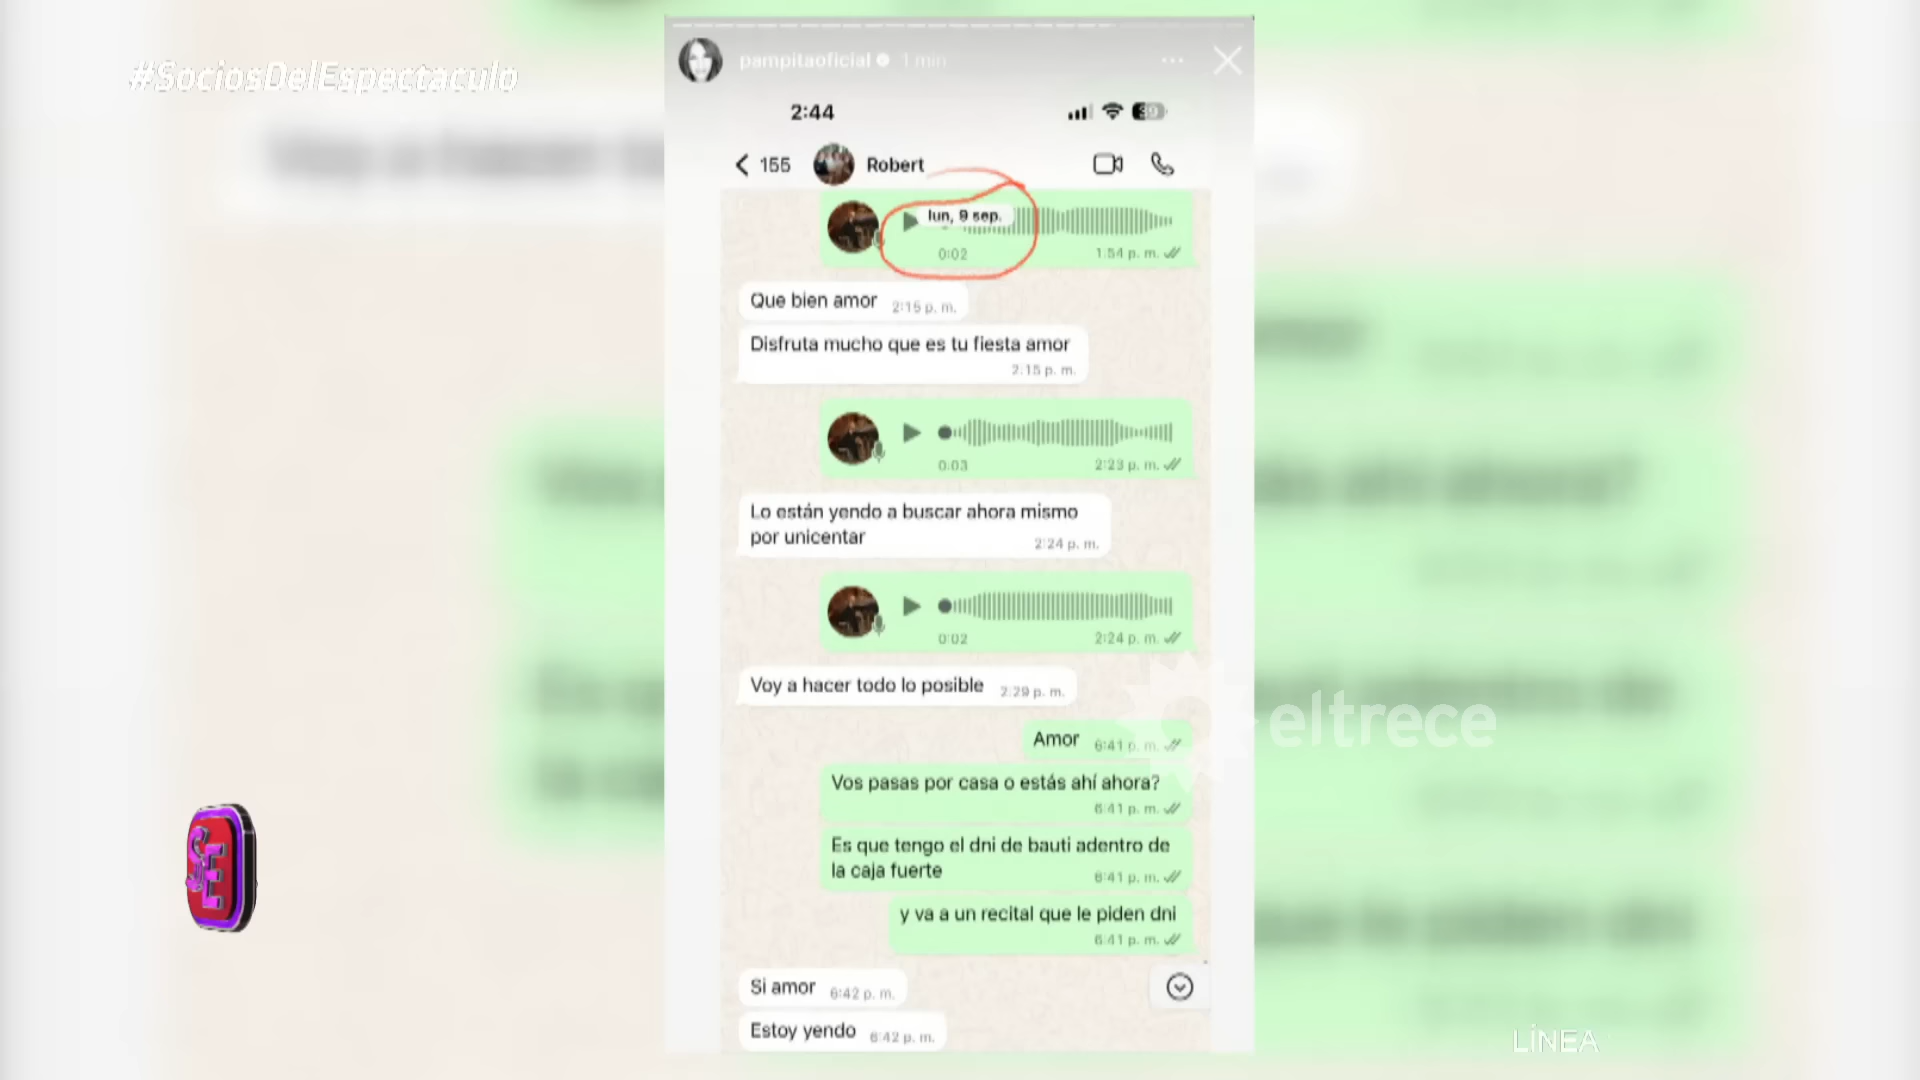 #SociosDelEspectaculo
pampitaoficial 1 min
2:44
39
155
Robert
lun, 9 sep.
0:02
1:54 p. m.
Que bien amor 2:15 p. m.
Disfruta mucho que es tu fiesta amor
2:15 p. m.
0:03
2:23 p. m.
Lo están yendo a buscar ahora mismo
por unicentar
2:24 p. m.
0:02
2:24 p. m.
Voy a hacer todo lo posible 2:29 p. m.
Amor 6:41 p. m.
Vos pasas por casa o estás ahí ahora?
6:41 p. m.
Es que tengo el dni de bauti adentro de
la caja fuerte
6:41 p. m.
y va a un recital que le piden dni
6:41 p. m.
Si amor 6:42 p. m.
Estoy yendo 6:42 p. m.
eltrece
SE
LÍNEA